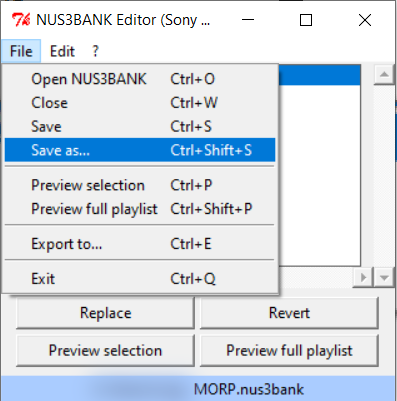 NUS3BANK Editor (Sony ...
File Edit ?
Open NUS3BANK Ctrl+O
Close Ctrl+W
Save Ctrl+S
Save as... Ctrl+Shift+S
Preview selection Ctrl+P
Preview full playlist Ctrl+Shift+P
Export to... Ctrl+E
Exit Ctrl+Q
Replace Revert
Preview selection Preview full playlist
MORP.nus3bank